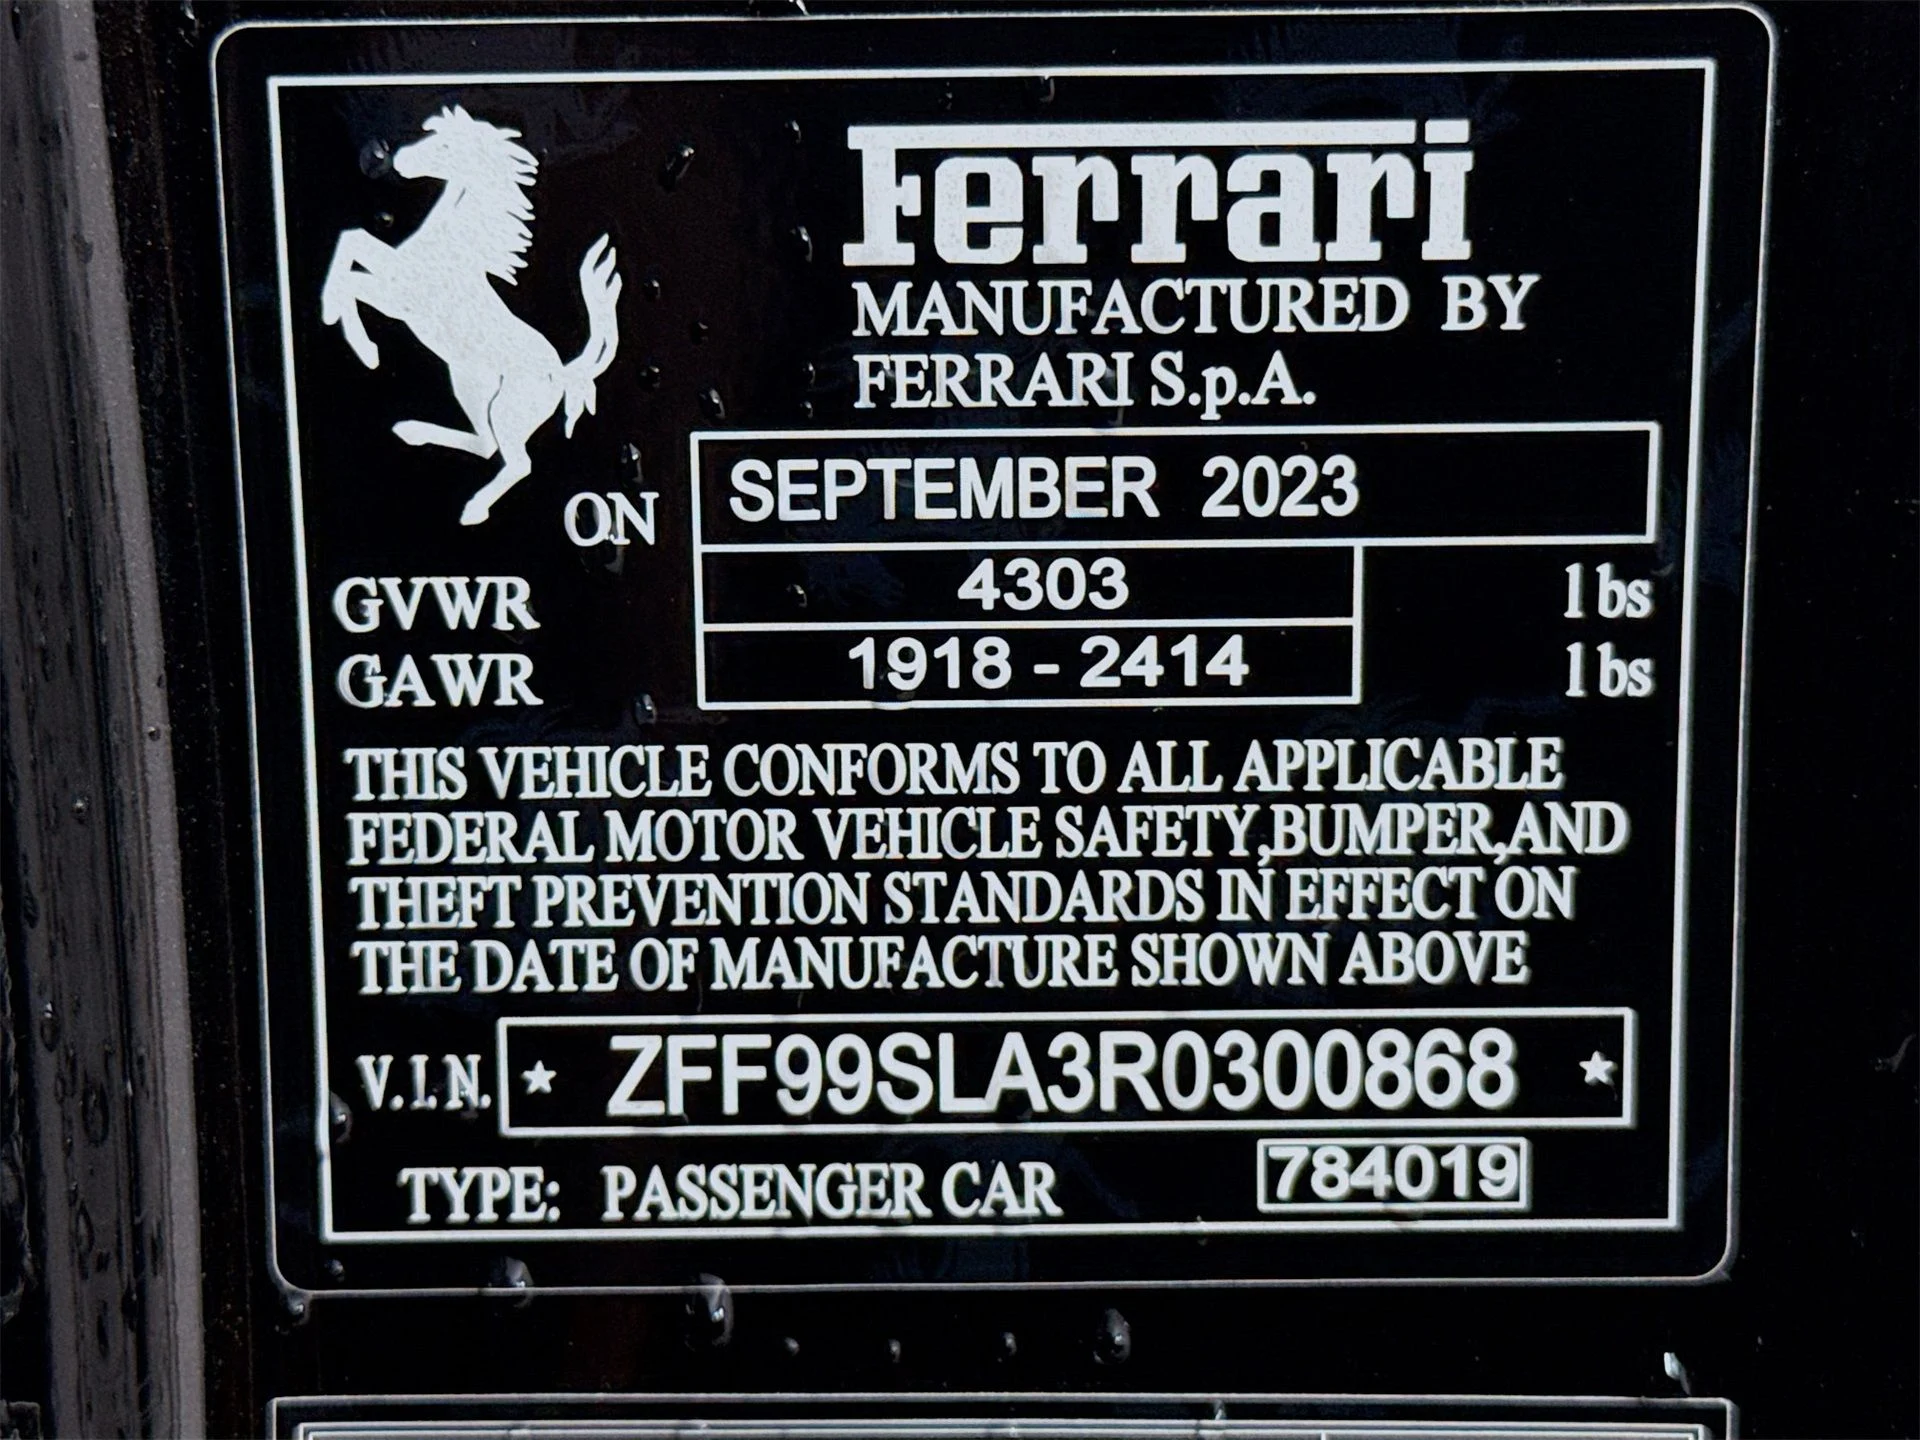 Ferrari
MANUFACTURED BY
FERRARI S.p.A.
ON SEPTEMBER 2023
GVWR 4303 lbs
GAWR 1918 - 2414 lbs
THIS VEHICLE CONFORMS TO ALL APPLICABLE
FEDERAL MOTOR VEHICLE SAFETY,BUMPER,AND
THEFT PREVENTION STANDARDS IN EFFECT ON
THE DATE OF MANUFACTURE SHOWN ABOVE
V.I.N. ★ ZFF99SLA3R0300868 ★
TYPE: PASSENGER CAR 784019